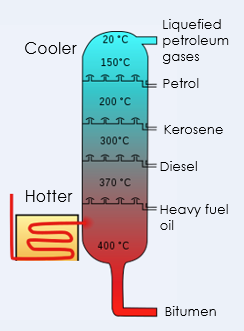 Liquefied
petroleum
gases
Cooler
20 °C
150°C
Petrol
200 °C
Kerosene
300°C
Diesel
370 °C
Hotter
Heavy fuel
oil
400 °C
Bitumen